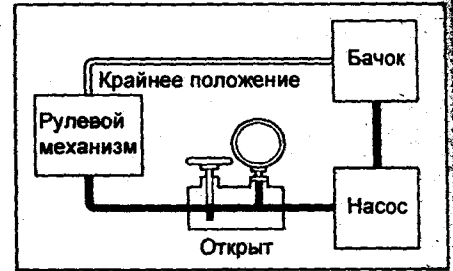 Бачок
Крайнее положение
Рулевой
механизм
Насос
Открыт